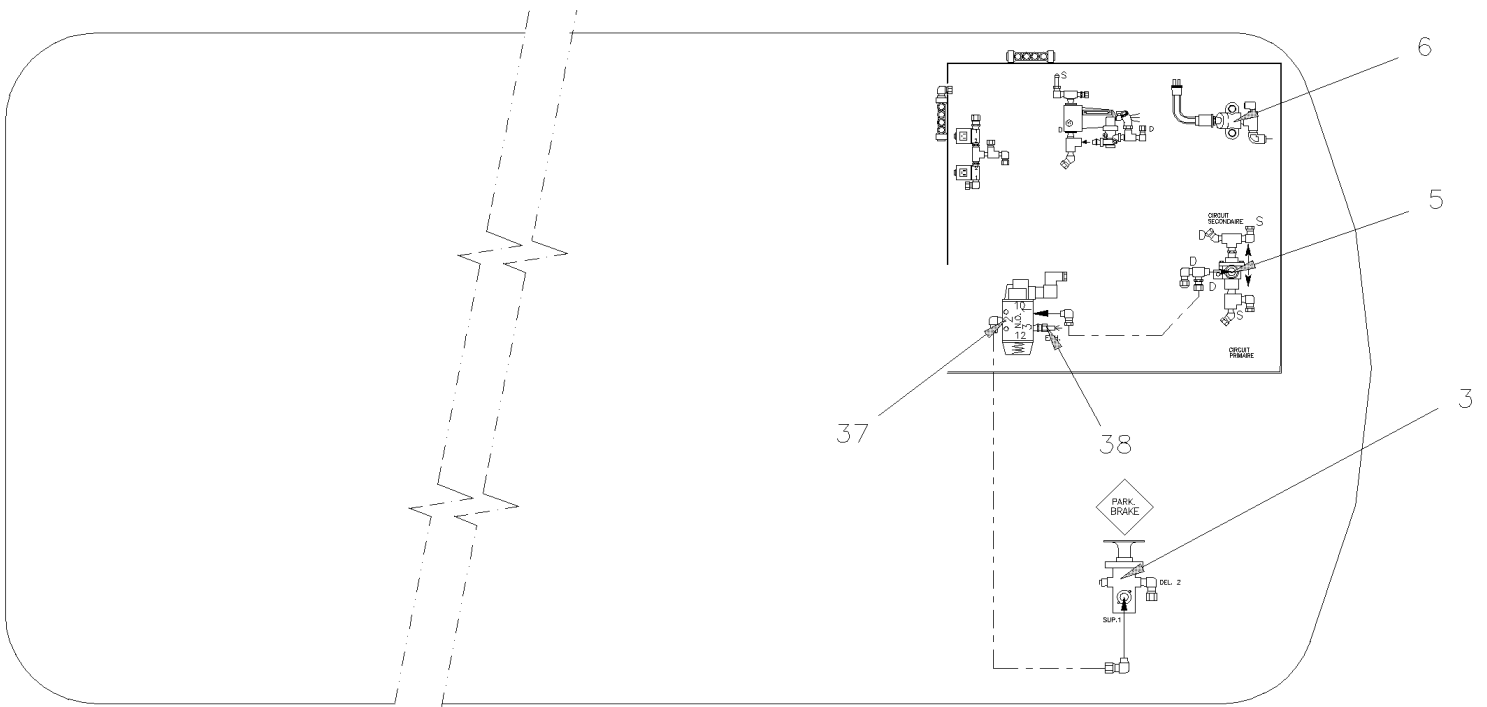 6
S
D
D
5
CIRCUIT
SECONDAIRE
S
D
D
D
S
CIRCUIT
PRIMAIRE
10
2
1
N.O.
3
12
37
38
3
PARK.
BRAKE
DEL. 2
SUP.1